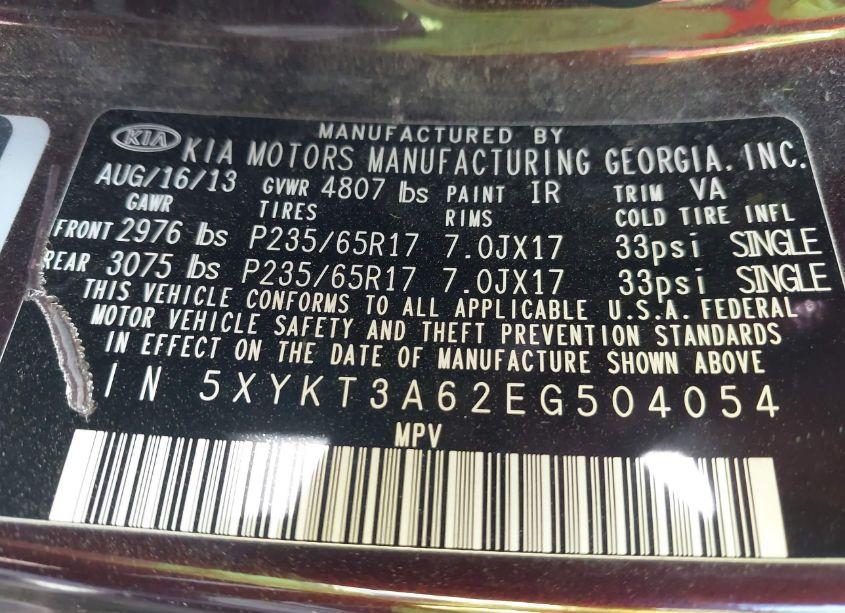 MANUFACTURED BY
KIA KIA MOTORS MANUFACTURING GEORGIA, INC.
AUG/16/13 GVWR 4807 lbs PAINT IR TRIM VA
GAWR TIRES RIMS COLD TIRE INFL
FRONT 2976 lbs P235/65R17 7.0JX17 33psi SINGLE
REAR 3075 lbs P235/65R17 7.0JX17 33psi SINGLE
THIS VEHICLE CONFORMS TO ALL APPLICABLE U.S.A. FEDERAL
MOTOR VEHICLE SAFETY AND THEFT PREVENTION STANDARDS
IN EFFECT ON THE DATE OF MANUFACTURE SHOWN ABOVE
IN 5XYKT3A62EG504054
MPV